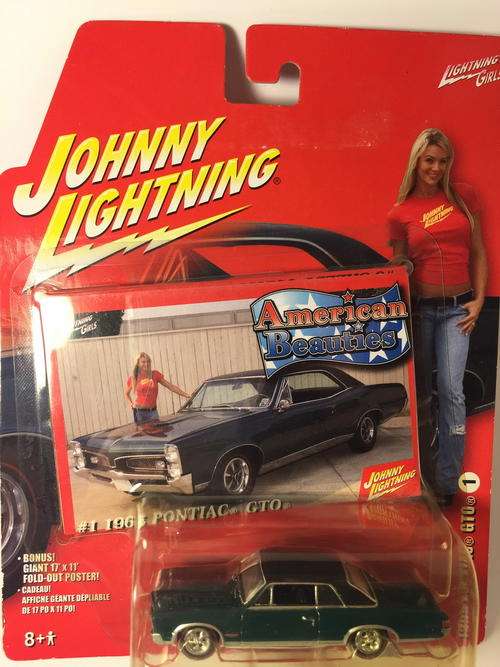 LIGHTNING
GIRLS
JOHNNY
LIGHTNING
®
JOHNNY
LIGHTNING
GIRLS
American
Beauties
JOHNNY
LIGHTNING
#1 196 PONTIAC® GTO®
GTO® 1
• BONUS!
GIANT 17" x 11"
FOLD-OUT POSTER!
• CADEAU!
AFFICHE GÉANTE DÉPLIABLE
DE 17 PO X 11 PO!
8+